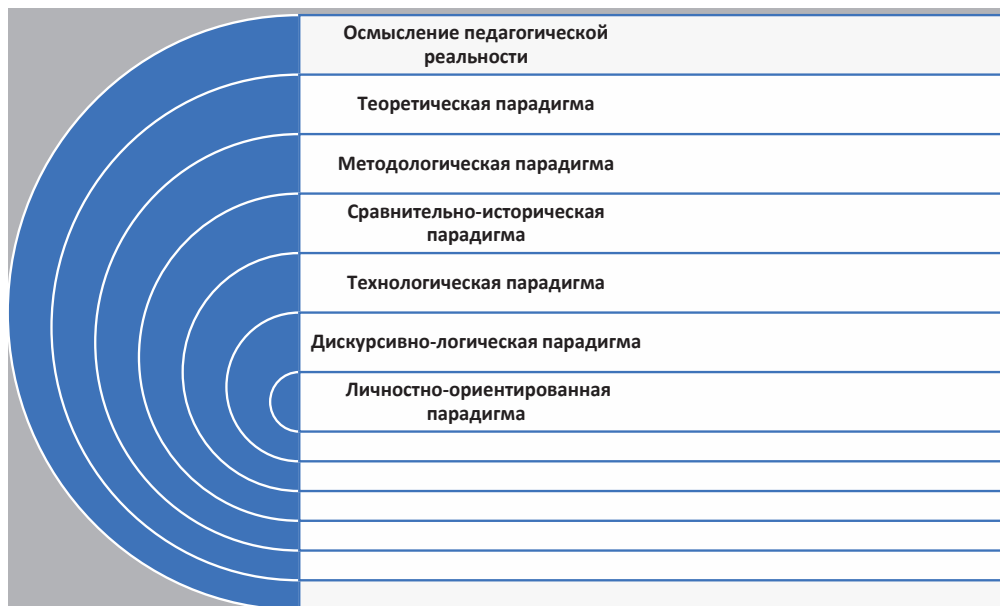 Осмысление педагогической
реальности
Теоретическая парадигма
Методологическая парадигма
Сравнительно-историческая
парадигма
Технологическая парадигма
Дискурсивно-логическая парадигма
Личностно-ориентированная
парадигма